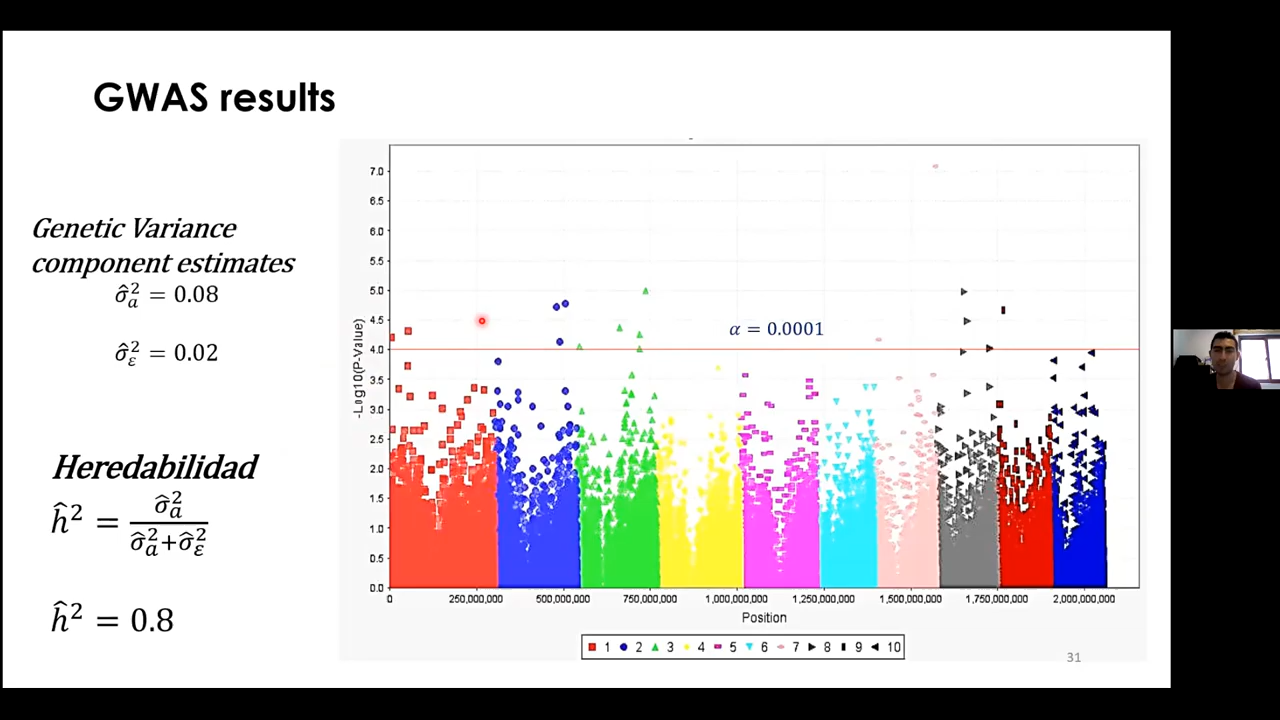 GWAS results
Genetic Variance
component estimates
σ̂²ₐ = 0.08
σ̂²_ε = 0.02
Heredabilidad
ĥ² = σ̂²ₐ / (σ̂²ₐ+σ̂²_ε)
ĥ² = 0.8
-Log10(P-Value)
7.0
6.5
6.0
5.5
5.0
4.5
4.0
3.5
3.0
2.5
2.0
1.5
1.0
0.5
0.0
α = 0.0001
0 250,000,000 500,000,000 750,000,000 1,000,000,000 1,250,000,000 1,500,000,000 1,750,000,000 2,000,000,000
Position
1 2 3 4 5 6 7 8 9 10
31